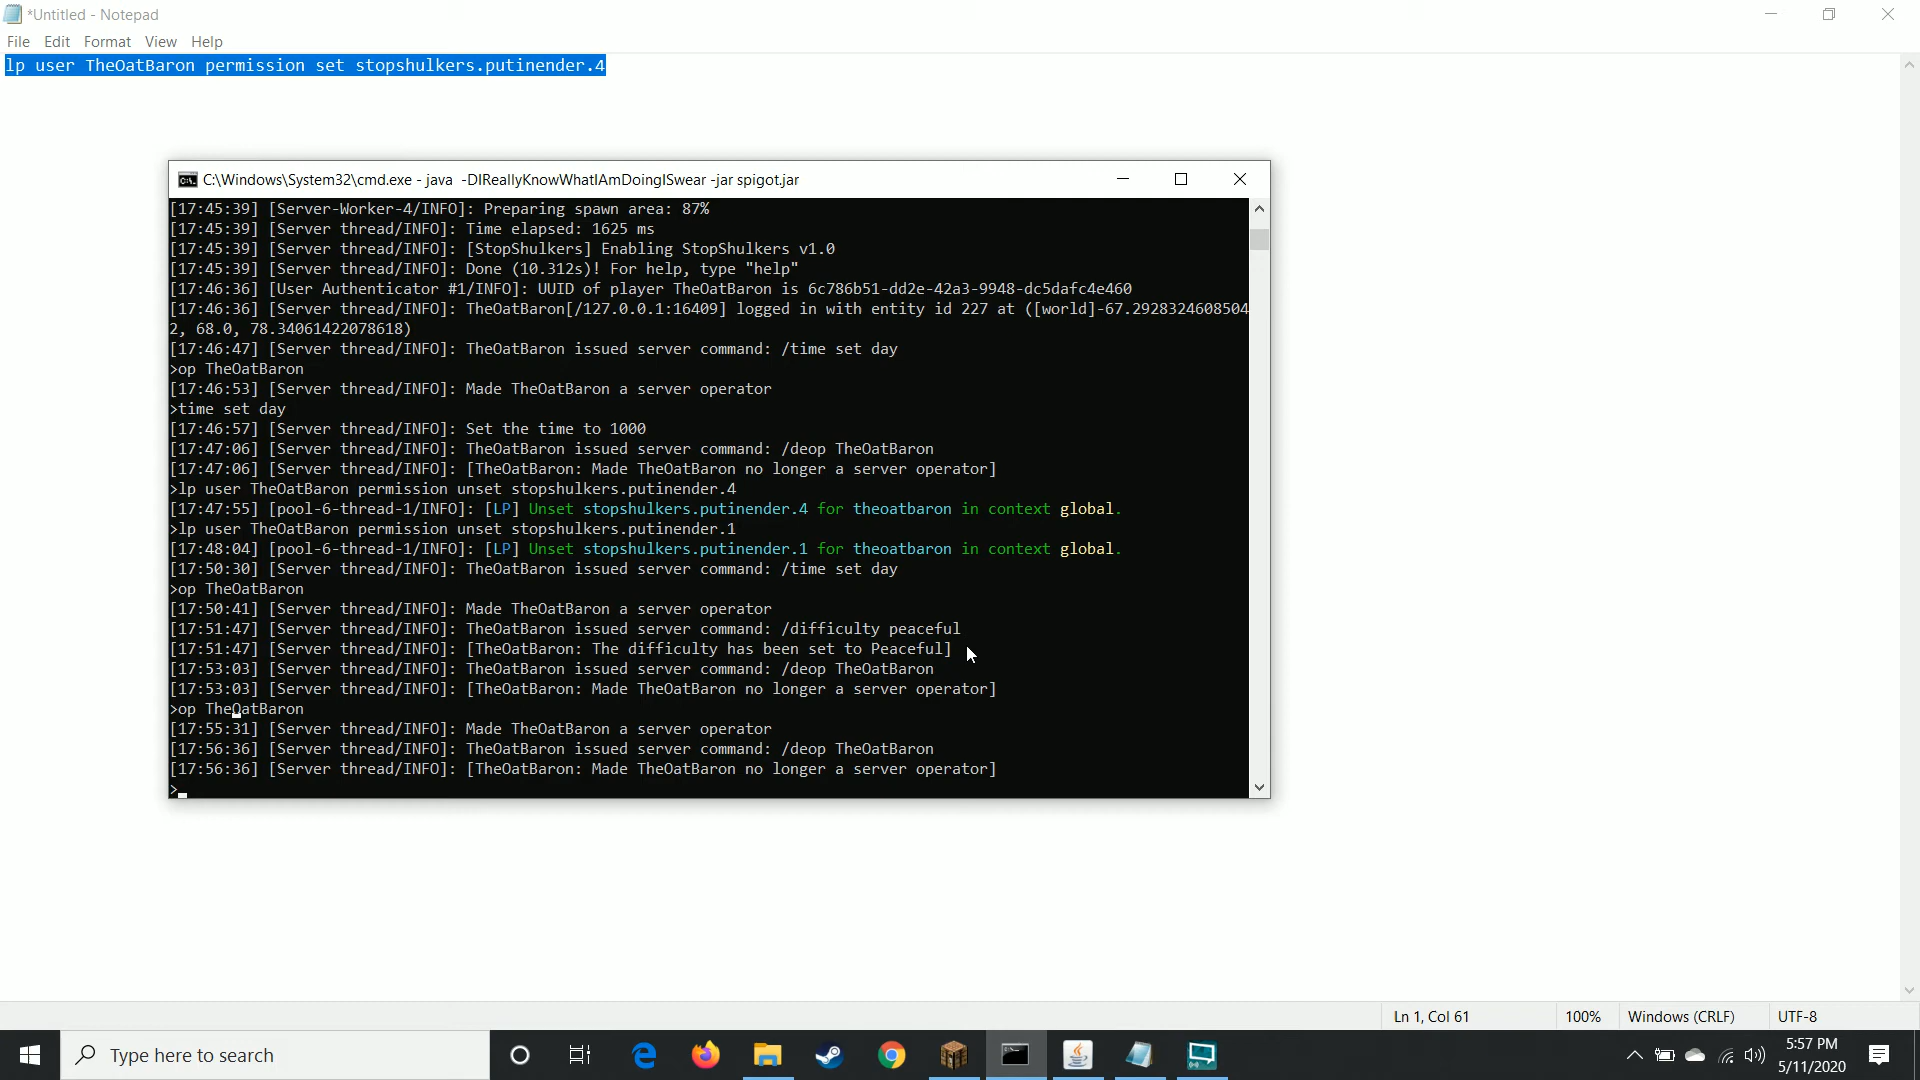 *Untitled - Notepad
File Edit Format View Help
lp user TheOatBaron permission set stopshulkers.putinender.4
C:\Windows\System32\cmd.exe - java  -DIReallyKnowWhatIAmDoingISwear -jar spigot.jar
[17:45:39] [Server-Worker-4/INFO]: Preparing spawn area: 87%
[17:45:39] [Server thread/INFO]: Time elapsed: 1625 ms
[17:45:39] [Server thread/INFO]: [StopShulkers] Enabling StopShulkers v1.0
[17:45:39] [Server thread/INFO]: Done (10.312s)! For help, type "help"
[17:46:36] [User Authenticator #1/INFO]: UUID of player TheOatBaron is 6c786b51-dd2e-42a3-9948-dc5dafc4e460
[17:46:36] [Server thread/INFO]: TheOatBaron[/127.0.0.1:16409] logged in with entity id 227 at ([world]-67.2928324608504
2, 68.0, 78.34061422078618)
[17:46:47] [Server thread/INFO]: TheOatBaron issued server command: /time set day
>op TheOatBaron
[17:46:53] [Server thread/INFO]: Made TheOatBaron a server operator
>time set day
[17:46:57] [Server thread/INFO]: Set the time to 1000
[17:47:06] [Server thread/INFO]: TheOatBaron issued server command: /deop TheOatBaron
[17:47:06] [Server thread/INFO]: [TheOatBaron: Made TheOatBaron no longer a server operator]
>lp user TheOatBaron permission unset stopshulkers.putinender.4
[17:47:55] [pool-6-thread-1/INFO]: [LP] Unset stopshulkers.putinender.4 for theoatbaron in context global.
>lp user TheOatBaron permission unset stopshulkers.putinender.1
[17:48:04] [pool-6-thread-1/INFO]: [LP] Unset stopshulkers.putinender.1 for theoatbaron in context global.
[17:50:30] [Server thread/INFO]: TheOatBaron issued server command: /time set day
>op TheOatBaron
[17:50:41] [Server thread/INFO]: Made TheOatBaron a server operator
[17:51:47] [Server thread/INFO]: TheOatBaron issued server command: /difficulty peaceful
[17:51:47] [Server thread/INFO]: [TheOatBaron: The difficulty has been set to Peaceful]
[17:53:03] [Server thread/INFO]: TheOatBaron issued server command: /deop TheOatBaron
[17:53:03] [Server thread/INFO]: [TheOatBaron: Made TheOatBaron no longer a server operator]
>op TheOatBaron
[17:55:31] [Server thread/INFO]: Made TheOatBaron a server operator
[17:56:36] [Server thread/INFO]: TheOatBaron issued server command: /deop TheOatBaron
[17:56:36] [Server thread/INFO]: [TheOatBaron: Made TheOatBaron no longer a server operator]
>
Ln 1, Col 61 100% Windows (CRLF) UTF-8
Type here to search
5:57 PM
5/11/2020